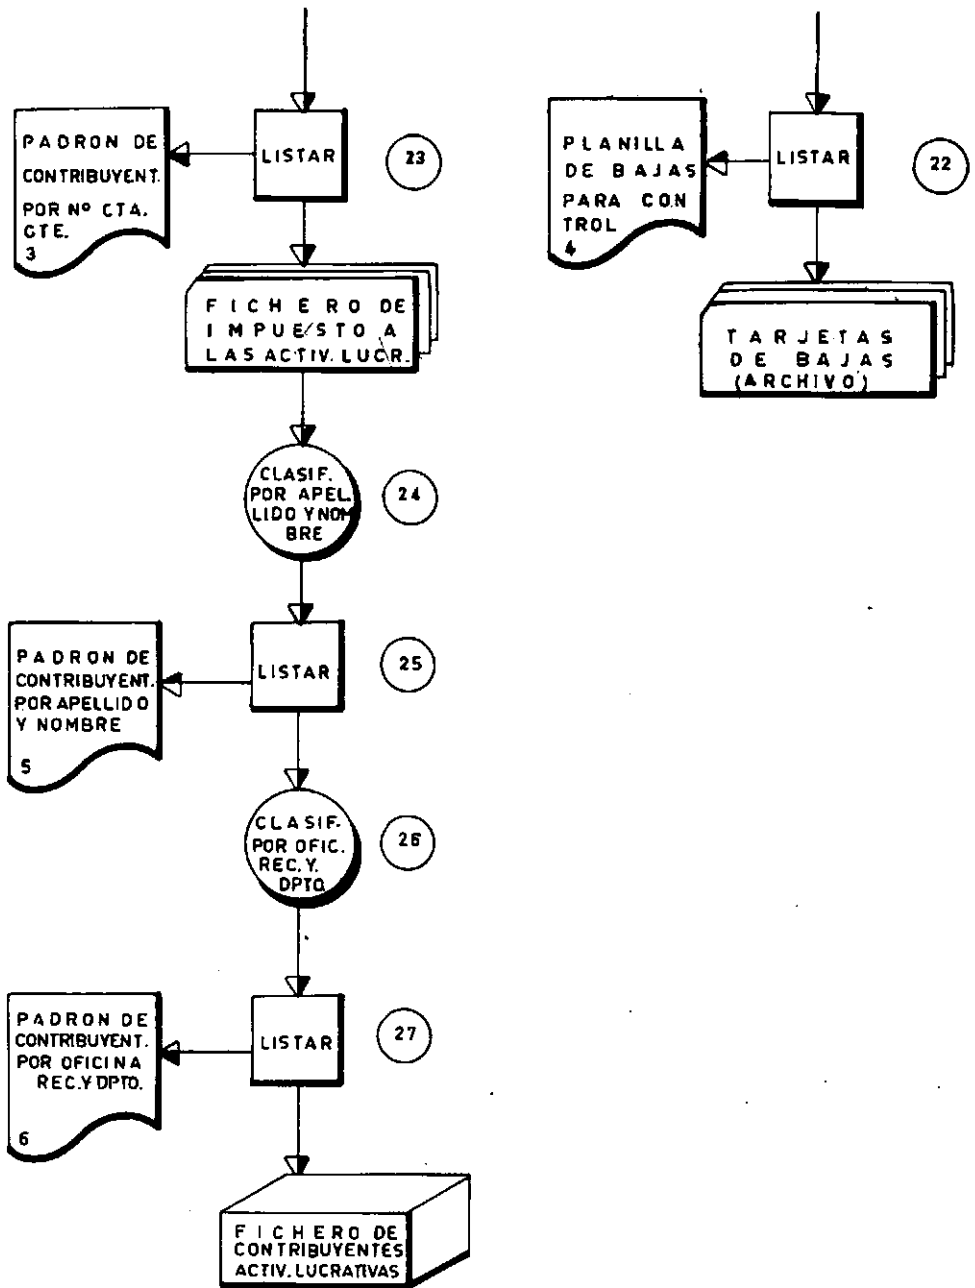 PADRON DE
CONTRIBUYENT.
POR Nº CTA.
CTE.
3
LISTAR
23
FICHERO DE
IMPUESTO A
LAS ACTIV. LUCR.
CLASIF.
POR APEL.
LIDO Y NOM
BRE
24
PADRON DE
CONTRIBUYENT.
POR APELLIDO
Y NOMBRE
5
LISTAR
25
CLASIF.
POR OFIC.
REC. Y.
DPTO.
26
PADRON DE
CONTRIBUYENT.
POR OFICINA
REC. Y DPTO.
6
LISTAR
27
FICHERO DE
CONTRIBUYENTES
ACTIV. LUCRATIVAS
PLANILLA
DE BAJAS
PARA CON
TROL
4
LISTAR
22
TARJETAS
DE BAJAS
(ARCHIVO)